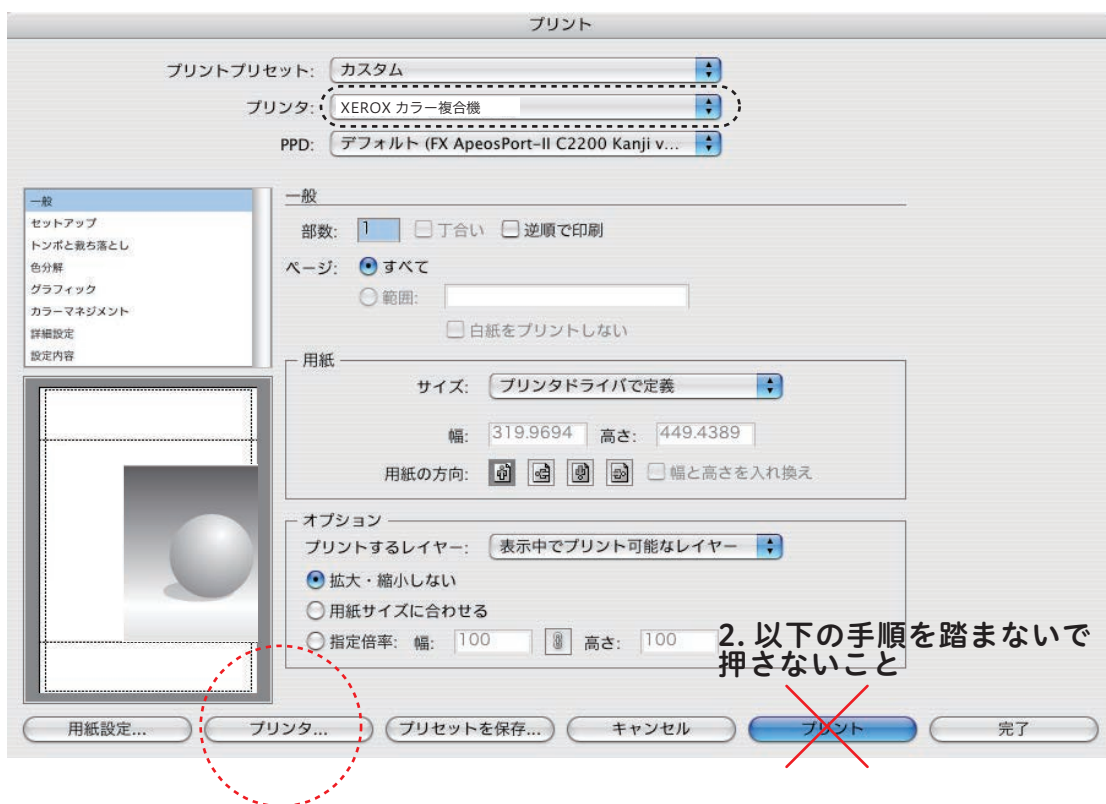 プリント
プリントプリセット: カスタム
プリンタ: XEROX カラー複合機
PPD: デフォルト (FX ApeosPort-II C2200 Kanji v...
一般
セットアップ
トンボと裁ち落とし
色分解
グラフィック
カラーマネジメント
詳細設定
設定内容
一般
部数: 1 丁合い 逆順で印刷
ページ: すべて
範囲:
白紙をプリントしない
用紙
サイズ: プリンタドライバで定義
幅: 319.9694 高さ: 449.4389
用紙の方向: 幅と高さを入れ換え
オプション
プリントするレイヤー: 表示中でプリント可能なレイヤー
拡大・縮小しない
用紙サイズに合わせる
指定倍率: 幅: 100 高さ: 100
2. 以下の手順を踏まないで
押さないこと
用紙設定... プリンタ... プリセットを保存... キャンセル プリント 完了